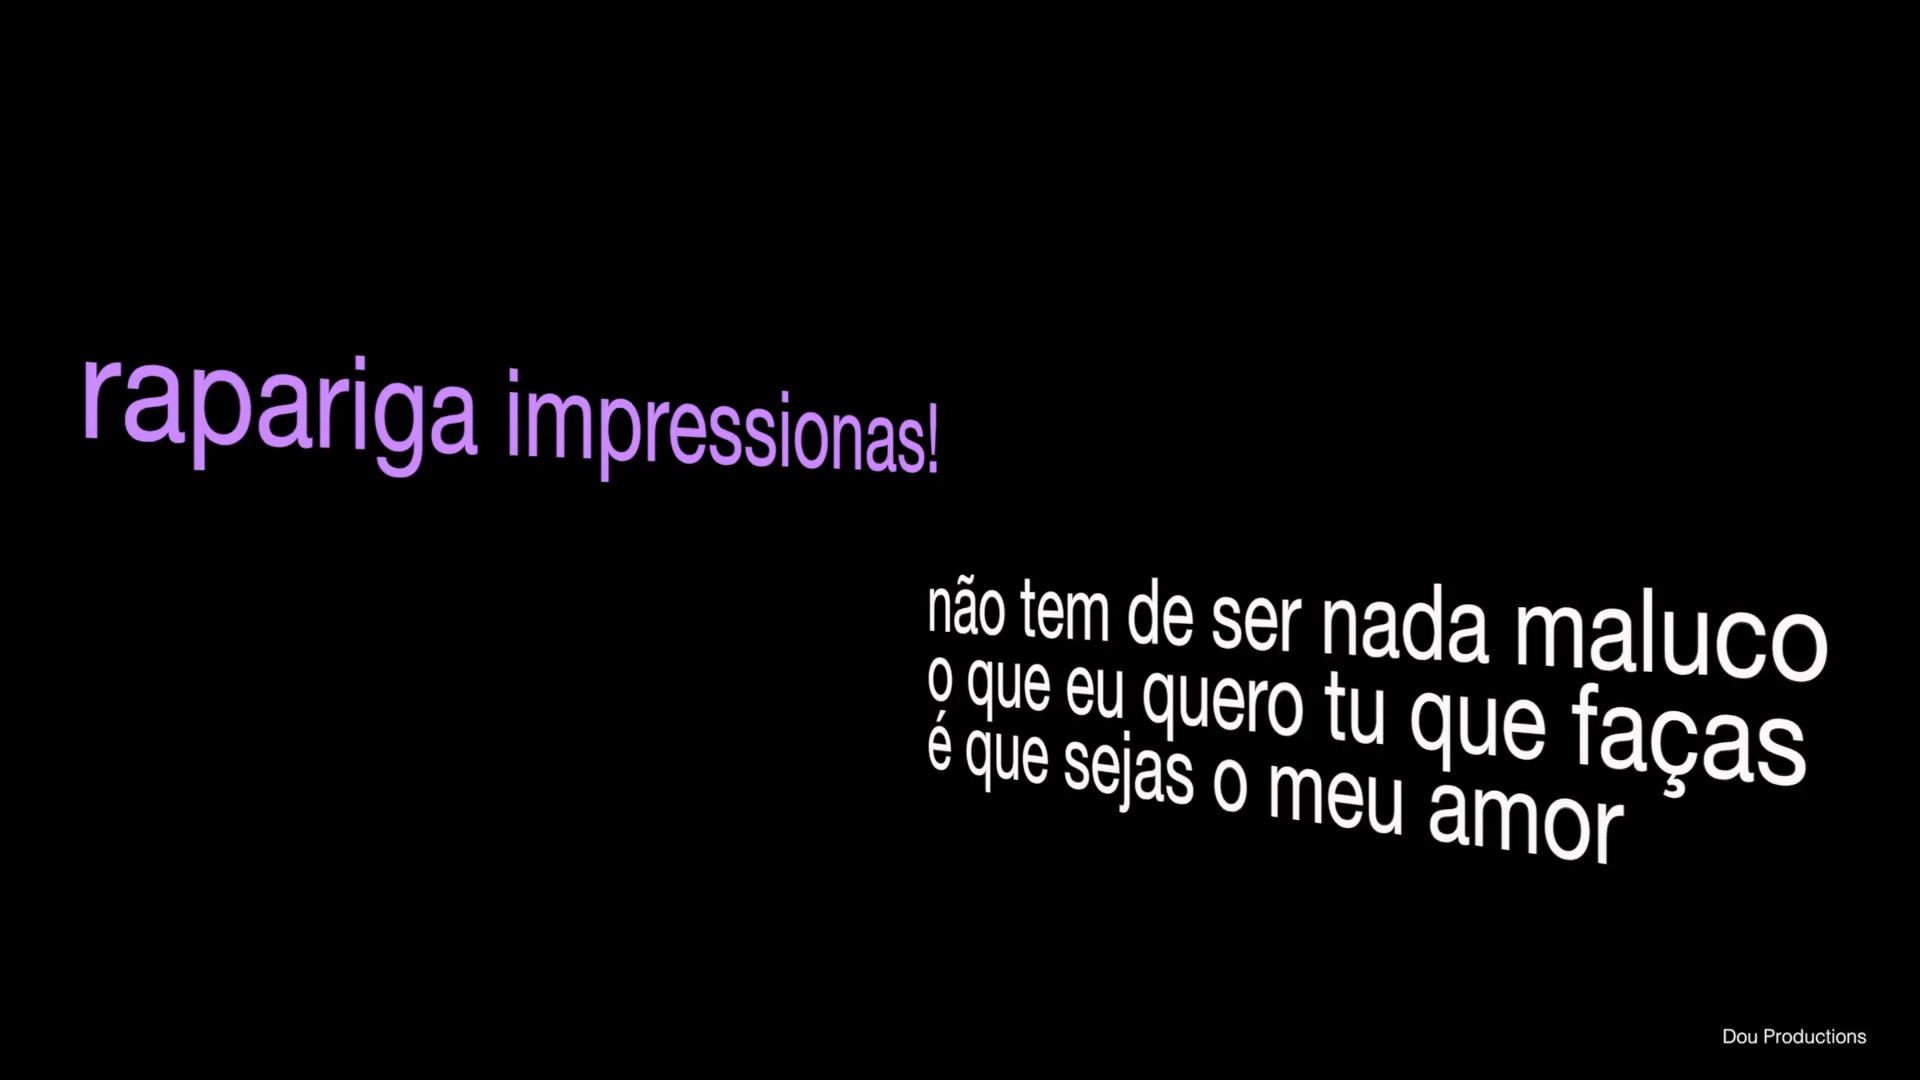 rapariga impressionas!
não tem de ser nada maluco
o que eu quero tu que faças
é que sejas o meu amor
Dou Productions